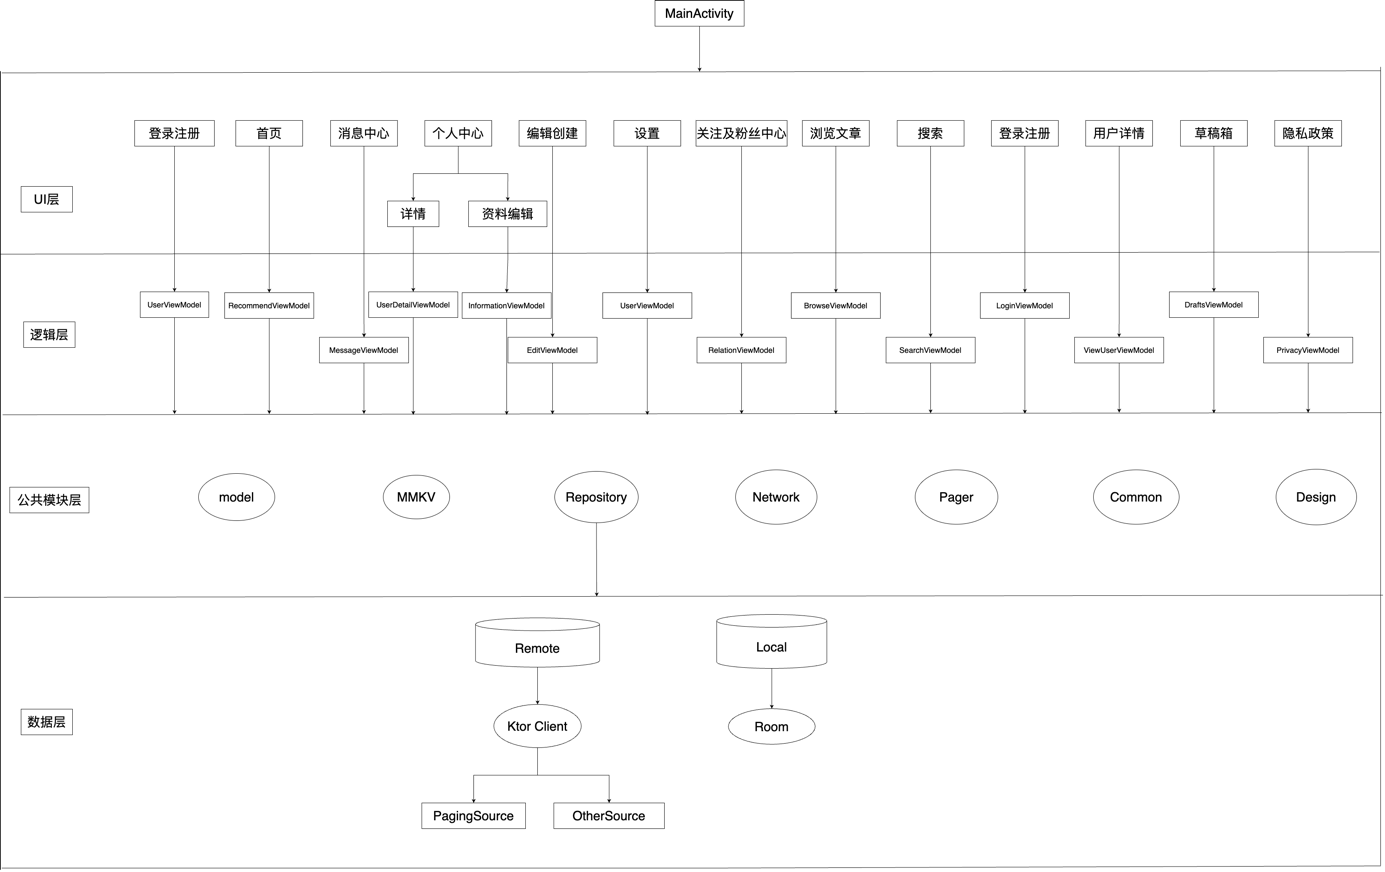 MainActivity
登录注册
首页
消息中心
个人中心
编辑创建
设置
关注及粉丝中心
浏览文章
搜索
登录注册
用户详情
草稿箱
隐私政策
UI层
详情
资料编辑
UserViewModel
RecommendViewModel
UserDetailViewModel
InformationViewModel
UserViewModel
BrowseViewModel
LoginViewModel
DraftsViewModel
逻辑层
MessageViewModel
EditViewModel
RelationViewModel
SearchViewModel
ViewUserViewModel
PrivacyViewModel
公共模块层
model
MMKV
Repository
Network
Pager
Common
Design
Remote
Local
数据层
Ktor Client
Room
PagingSource
OtherSource